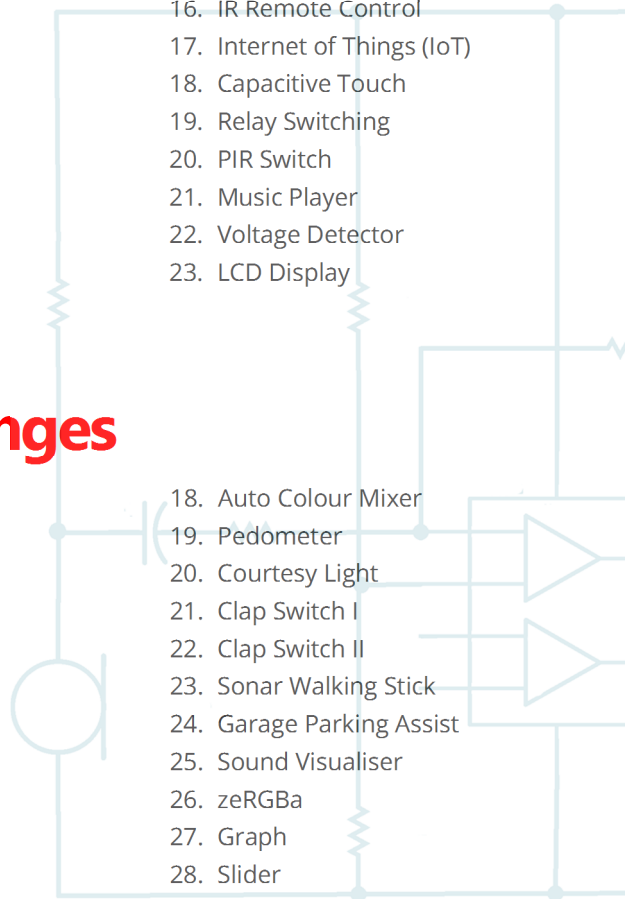 16. IR Remote Control
17. Internet of Things (IoT)
18. Capacitive Touch
19. Relay Switching
20. PIR Switch
21. Music Player
22. Voltage Detector
23. LCD Display
nges
18. Auto Colour Mixer
19. Pedometer
20. Courtesy Light
21. Clap Switch I
22. Clap Switch II
23. Sonar Walking Stick
24. Garage Parking Assist
25. Sound Visualiser
26. zeRGBa
27. Graph
28. Slider